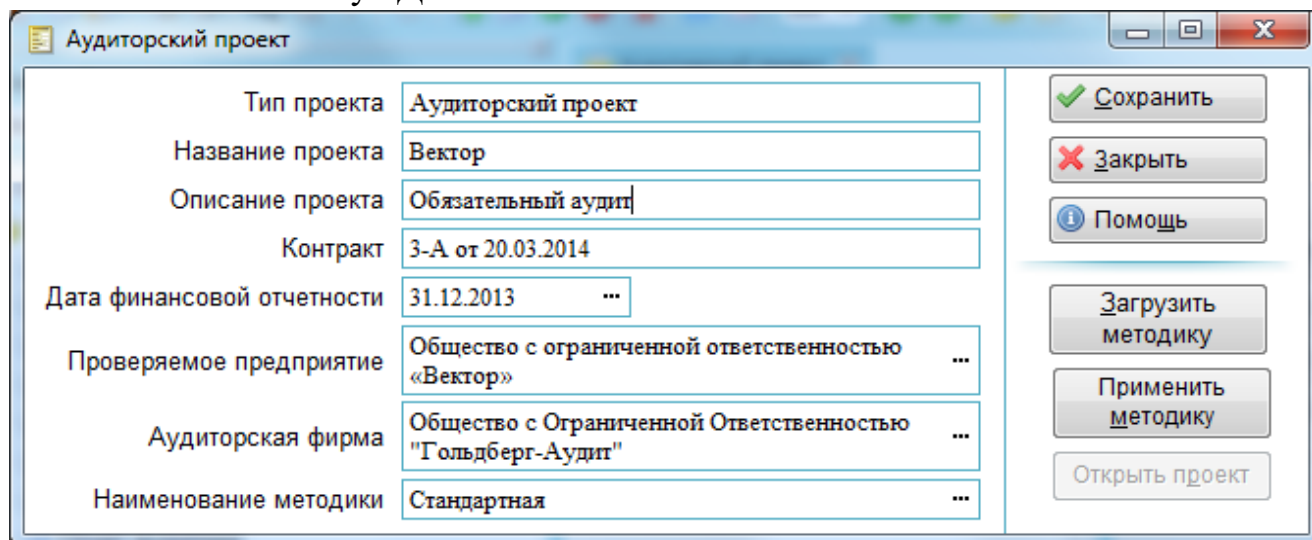 Аудиторский проект
Тип проекта Аудиторский проект
Название проекта Вектор
Описание проекта Обязательный аудит
Контракт 3-А от 20.03.2014
Дата финансовой отчетности 31.12.2013 ...
Проверяемое предприятие Общество с ограниченной ответственностью
«Вектор» ...
Аудиторская фирма Общество с Ограниченной Ответственностью
"Гольдберг-Аудит" ...
Наименование методики Стандартная ...
Сохранить
Закрыть
Помощь
Загрузить
методику
Применить
методику
Открыть проект